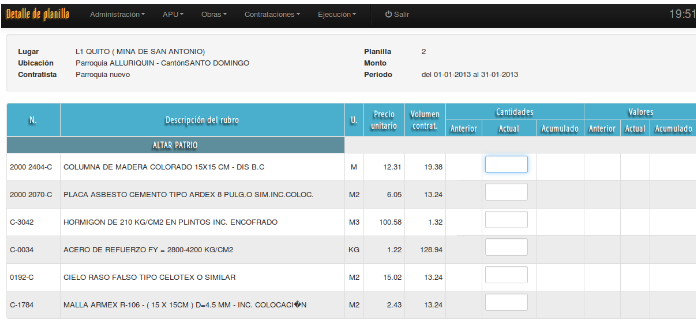 Detalle de planilla Administración APU Obras Contrataciones Ejecución Salir 19:51
Lugar L1 QUITO ( MINA DE SAN ANTONIO) Planilla 2
Ubicación Parroquia ALLURIQUIN - CantónSANTO DOMINGO Monto
Contratista Parroquia nuevo Periodo del 01-01-2013 al 31-01-2013
N. Descripción del rubro U. Precio unitario Volumen contrat. Cantidades Valores
Anterior Actual Acumulado Anterior Actual Acumulado
ALTAR PATRIO
2000 2404-C COLUMNA DE MADERA COLORADO 15X15 CM - DIS B.C M 12.31 19.38
2000 2070-C PLACA ASBESTO CEMENTO TIPO ARDEX 8 PULG.O SIM.INC.COLOC. M2 6.05 13.24
C-3042 HORMIGON DE 210 KG/CM2 EN PLINTOS INC. ENCOFRADO M3 100.58 1.32
C-0034 ACERO DE REFUERZO FY = 2800-4200 KG/CM2 KG 1.22 128.94
0192-C CIELO RASO FALSO TIPO CELOTEX O SIMILAR M2 15.02 13.24
C-1784 MALLA ARMEX R-106 - ( 15 X 15CM ) D=4.5 MM - INC. COLOCACI�N M2 2.43 13.24